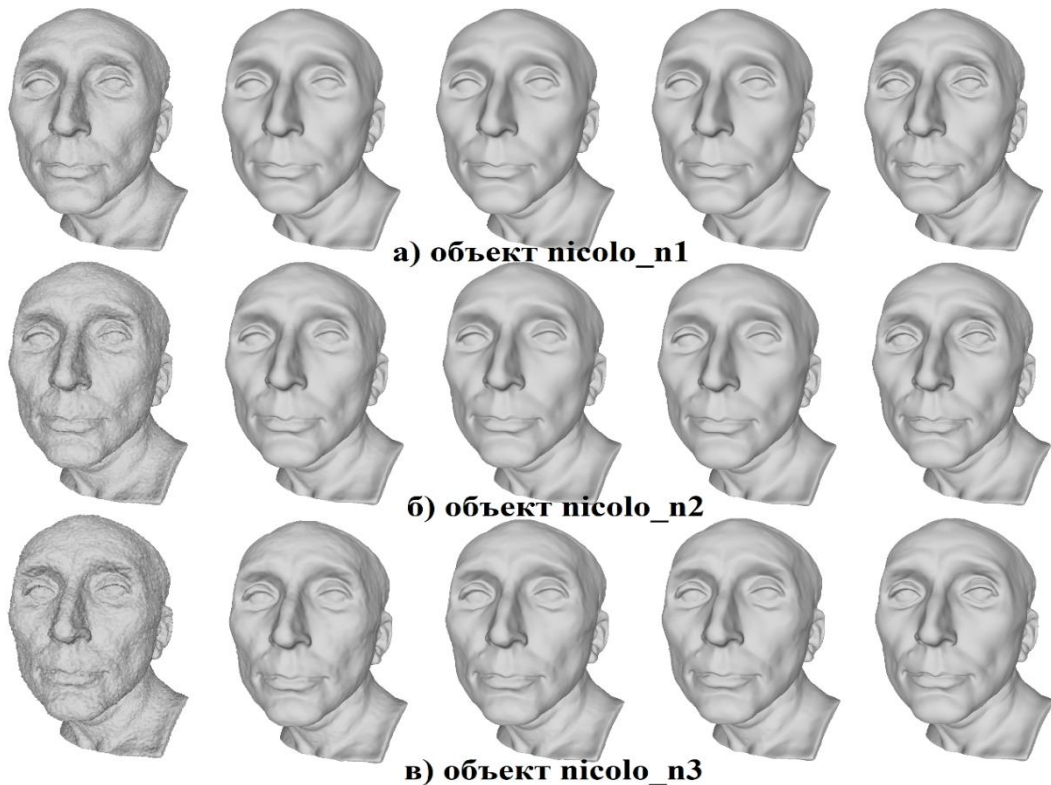 а) объект nicolo_n1
б) объект nicolo_n2
в) объект nicolo_n3